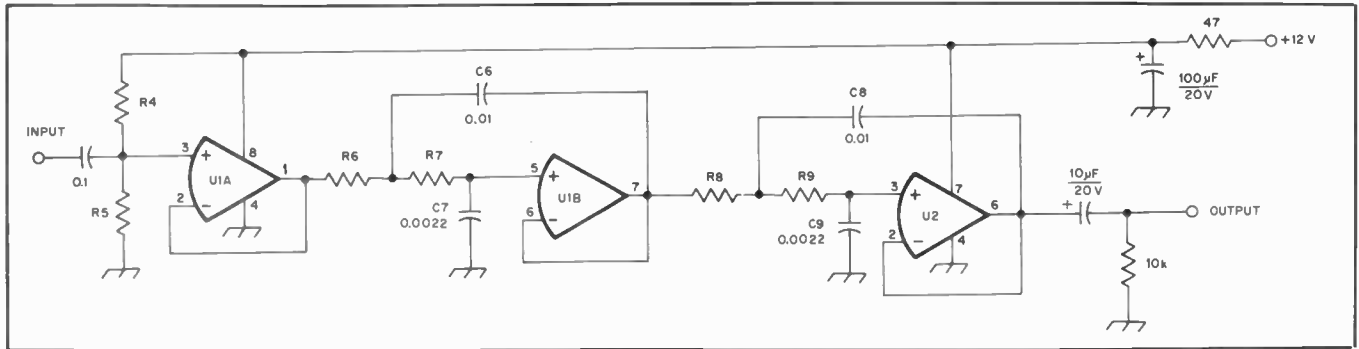 47
+12 V
+
100µF
20V
R4
C6
0.01
C8
0.01
INPUT
0.1
3
+
8
U1A
1
2
−
4
R5
R6
R7
5
+
U1B
7
6
−
C7
0.0022
R8
R9
3
+
7
U2
6
2
−
4
C9
0.0022
10µF
20V
+
OUTPUT
10k